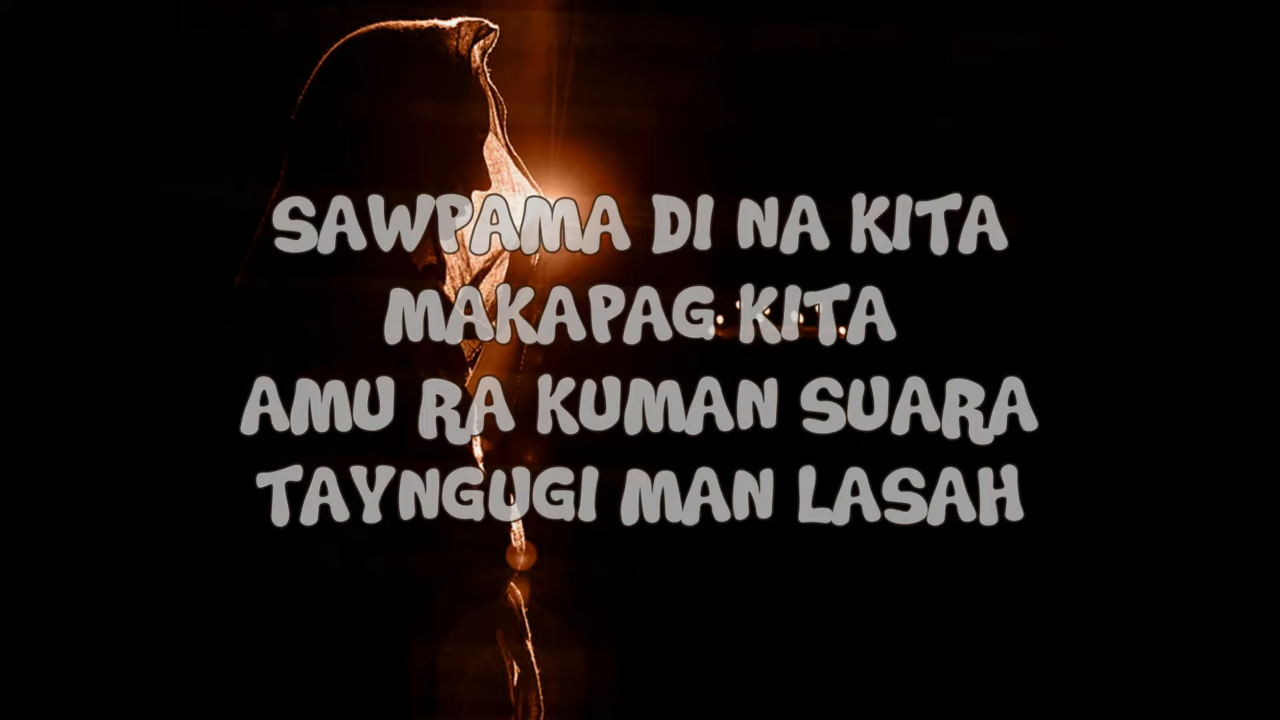 SAWPAMA DI NA KITA
MAKAPAG KITA
AMU RA KUMAN SUARA
TAYNGUGI MAN LASAH